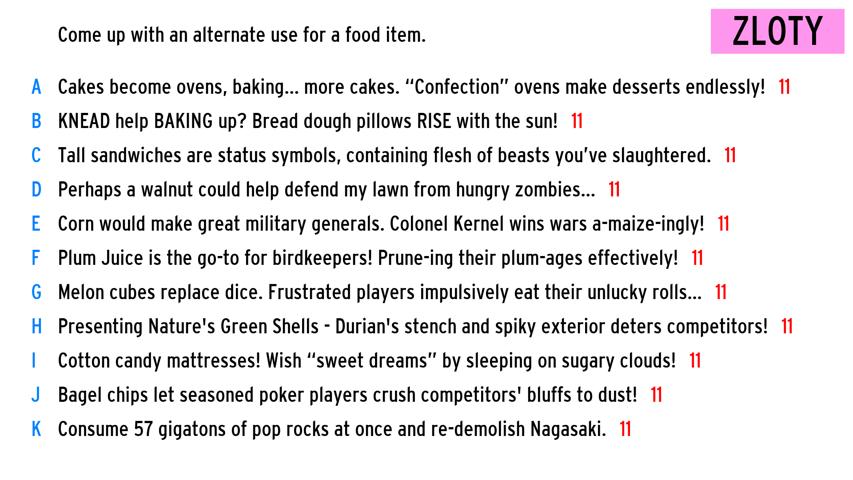 Come up with an alternate use for a food item.
ZLOTY
A Cakes become ovens, baking... more cakes. “Confection” ovens make desserts endlessly! 11
B KNEAD help BAKING up? Bread dough pillows RISE with the sun! 11
C Tall sandwiches are status symbols, containing flesh of beasts you’ve slaughtered. 11
D Perhaps a walnut could help defend my lawn from hungry zombies... 11
E Corn would make great military generals. Colonel Kernel wins wars a-maize-ingly! 11
F Plum Juice is the go-to for birdkeepers! Prune-ing their plum-ages effectively! 11
G Melon cubes replace dice. Frustrated players impulsively eat their unlucky rolls... 11
H Presenting Nature's Green Shells - Durian's stench and spiky exterior deters competitors! 11
I Cotton candy mattresses! Wish “sweet dreams” by sleeping on sugary clouds! 11
J Bagel chips let seasoned poker players crush competitors' bluffs to dust! 11
K Consume 57 gigatons of pop rocks at once and re-demolish Nagasaki. 11